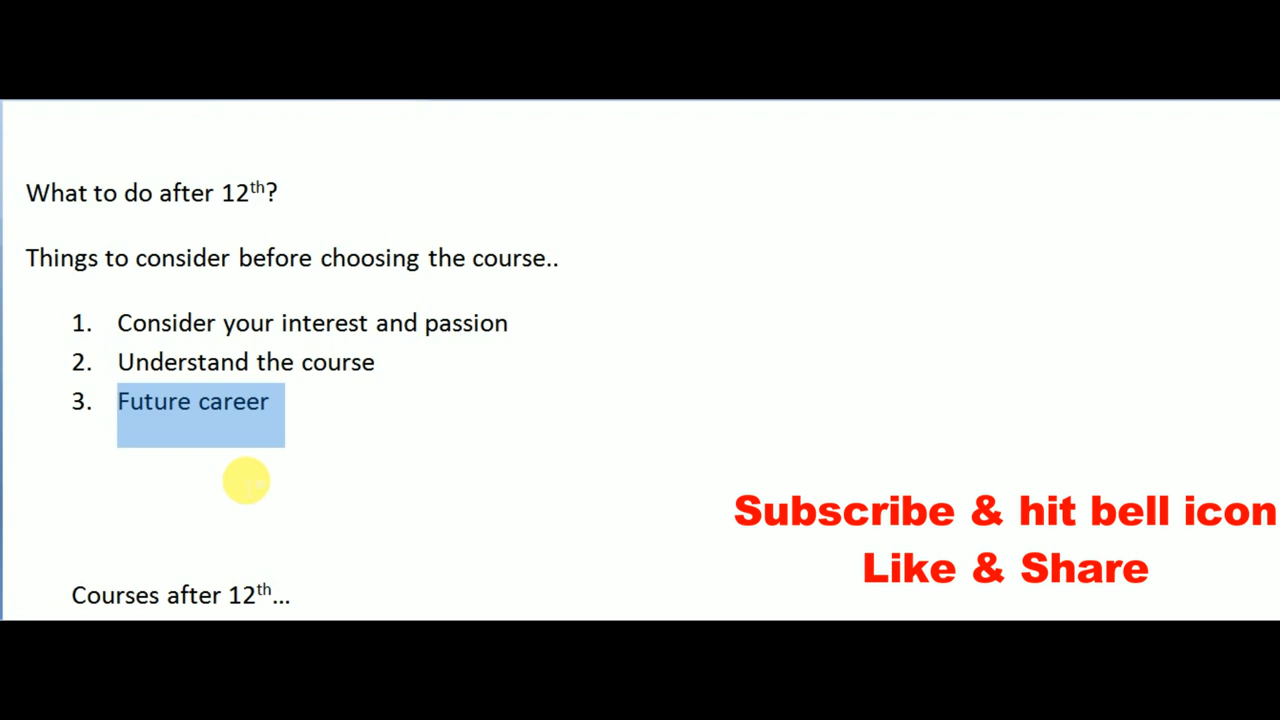 What to do after 12th?
Things to consider before choosing the course..
1. Consider your interest and passion
2. Understand the course
3. Future career
Subscribe & hit bell icon
Like & Share
Courses after 12th...